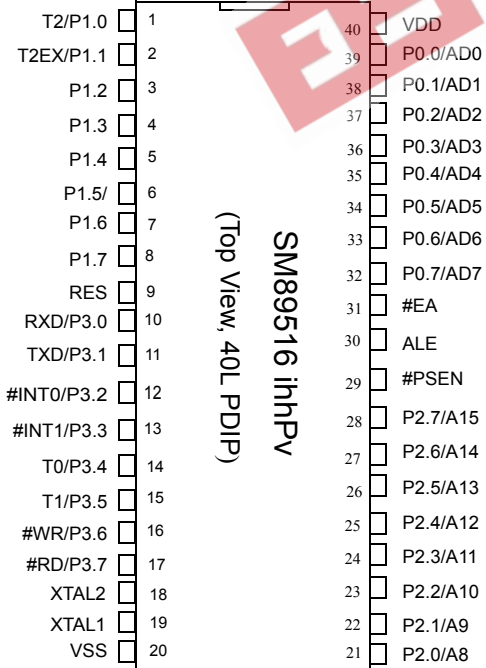 T2/P1.0 1
T2EX/P1.1 2
P1.2 3
P1.3 4
P1.4 5
P1.5/ 6
P1.6 7
P1.7 8
RES 9
RXD/P3.0 10
TXD/P3.1 11
#INT0/P3.2 12
#INT1/P3.3 13
T0/P3.4 14
T1/P3.5 15
#WR/P3.6 16
#RD/P3.7 17
XTAL2 18
XTAL1 19
VSS 20
SM89516 ihhPv
(Top View, 40L PDIP)
40 VDD
39 P0.0/AD0
38 P0.1/AD1
37 P0.2/AD2
36 P0.3/AD3
35 P0.4/AD4
34 P0.5/AD5
33 P0.6/AD6
32 P0.7/AD7
31 #EA
30 ALE
29 #PSEN
28 P2.7/A15
27 P2.6/A14
26 P2.5/A13
25 P2.4/A12
24 P2.3/A11
23 P2.2/A10
22 P2.1/A9
21 P2.0/A8